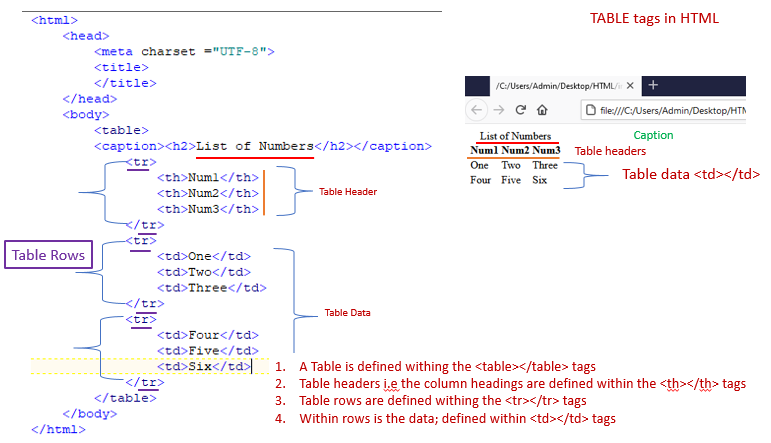 TABLE tags in HTML
<html>
<head>
<meta charset ="UTF-8">
<title>
</title>
</head>
<body>
<table>
<caption><h2>List of Numbers</h2></caption>
<tr>
<th>Num1</th>
<th>Num2</th>
<th>Num3</th>
</tr>
<tr>
<td>One</td>
<td>Two</td>
<td>Three</td>
</tr>
<tr>
<td>Four</td>
<td>Five</td>
<td>Six</td>
</tr>
</table>
</body>
</html>
Table Header
Table Rows
Table Data
/C:/Users/Admin/Desktop/HTML/
file:///C:/Users/Admin/Desktop/HTM
List of Numbers
Caption
Num1 Num2 Num3
Table headers
One Two Three
Four Five Six
Table data <td></td>
1. A Table is defined withing the <table></table> tags
2. Table headers i.e the column headings are defined within the <th></th> tags
3. Table rows are defined withing the <tr></tr> tags
4. Within rows is the data; defined within <td></td> tags